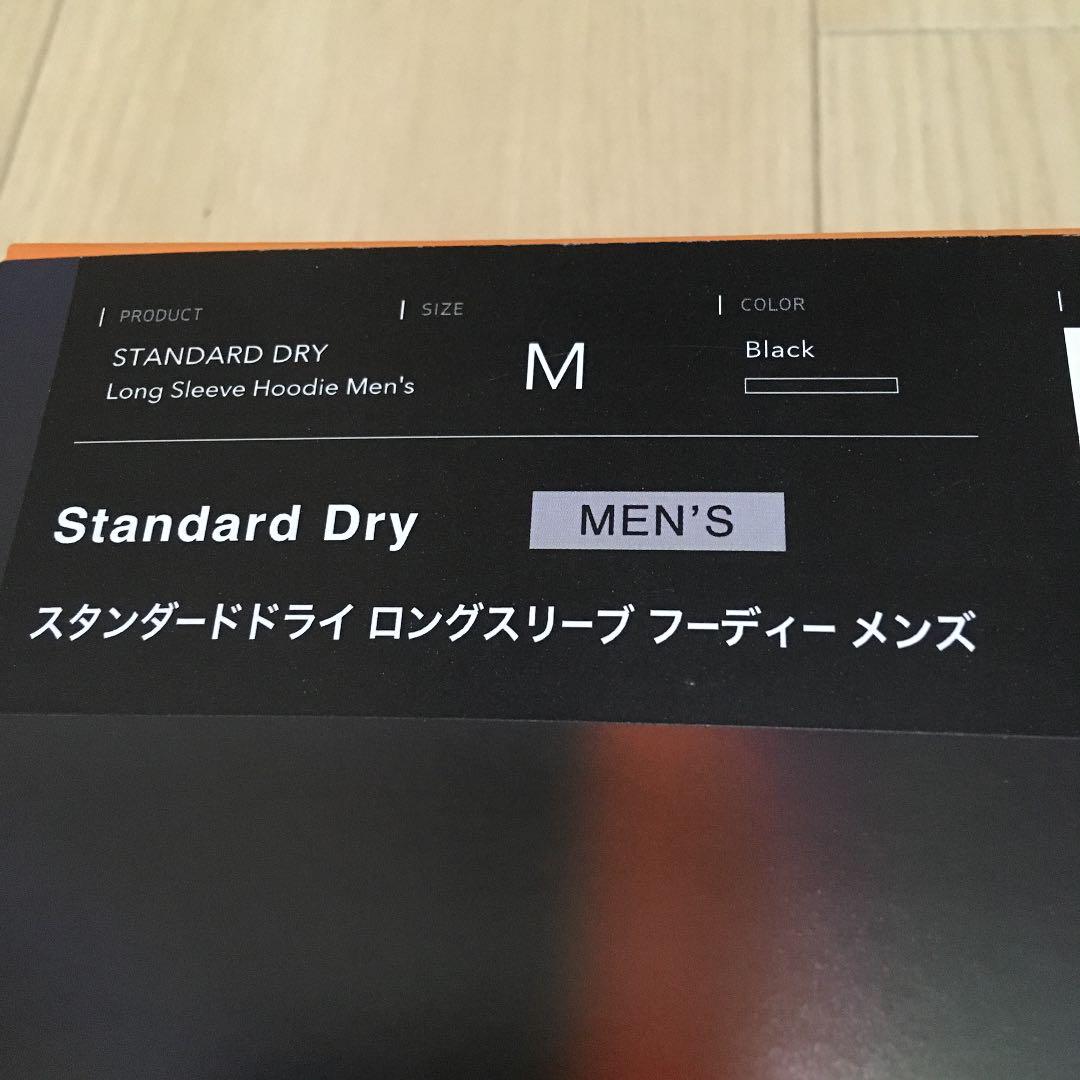 PRODUCT
STANDARD DRY
Long Sleeve Hoodie Men's
SIZE
M
COLOR
Black
Standard Dry
MEN'S
スタンダードドライ ロングスリーブ フーディー メンズ